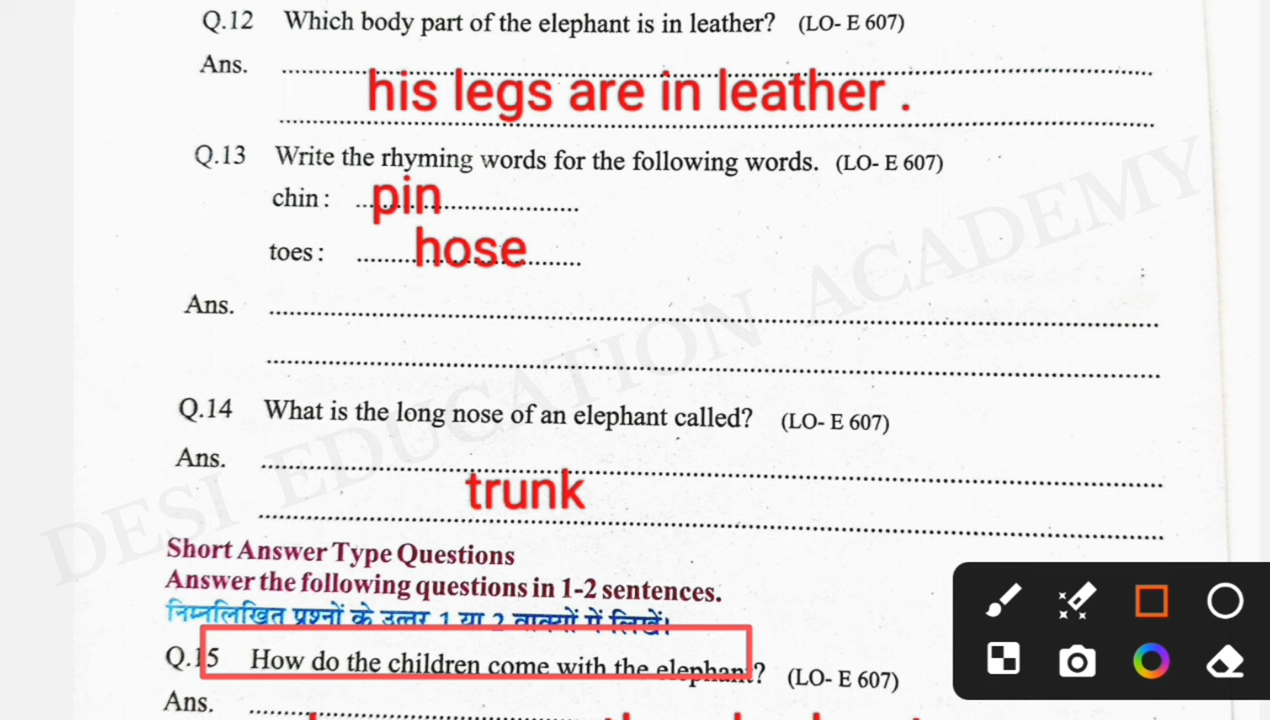 Q.12 Which body part of the elephant is in leather? (LO- E 607)
Ans.
his legs are in leather .
Q.13 Write the rhyming words for the following words. (LO- E 607)
chin : pin
toes : hose
Ans.
Q.14 What is the long nose of an elephant called? (LO- E 607)
Ans.
trunk
Short Answer Type Questions
Answer the following questions in 1-2 sentences.
निम्नलिखित प्रश्नों के उत्तर 1 या 2 वाक्यों में लिखें।
Q.15 How do the children come with the elephant? (LO- E 607)
Ans.
DESI EDUCATION ACADEMY